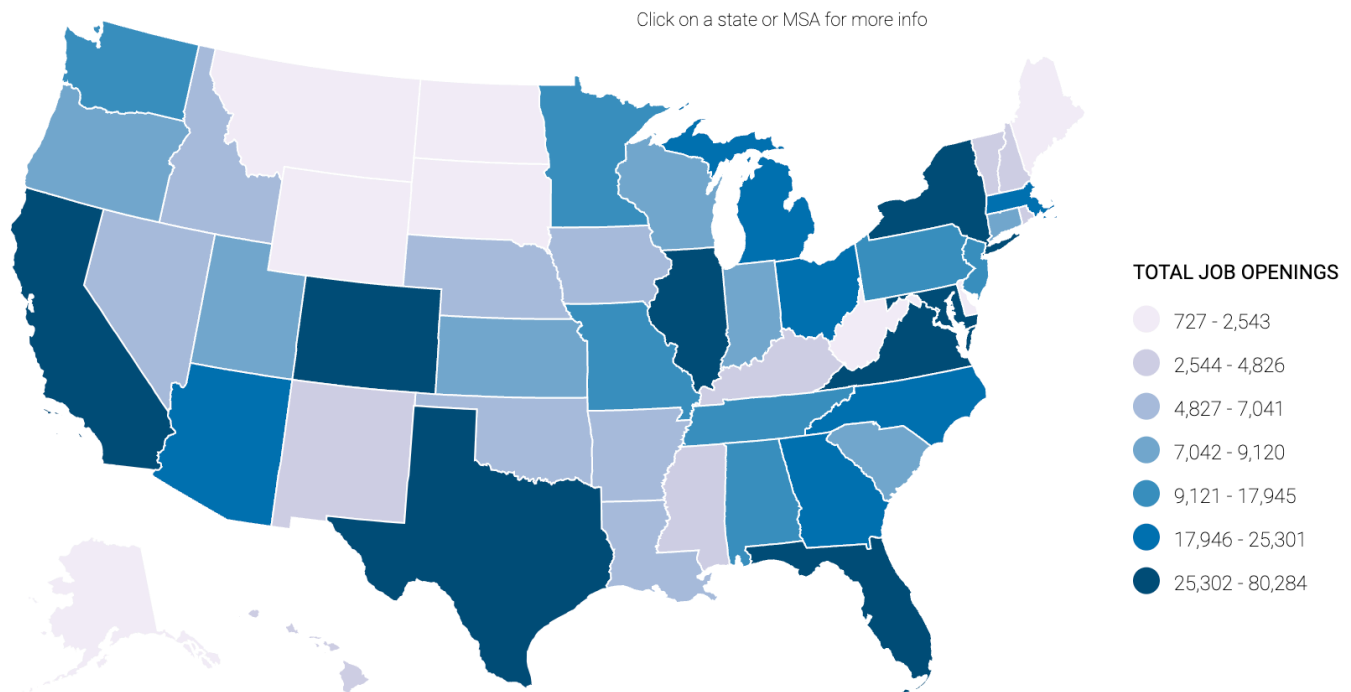 Click on a state or MSA for more info
TOTAL JOB OPENINGS
727 - 2,543
2,544 - 4,826
4,827 - 7,041
7,042 - 9,120
9,121 - 17,945
17,946 - 25,301
25,302 - 80,284